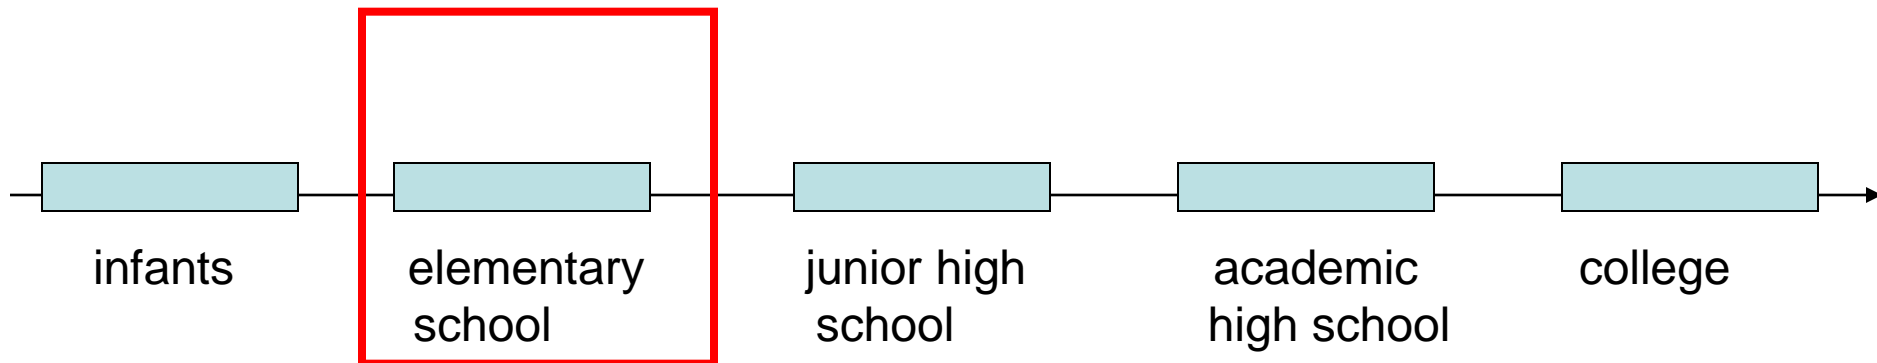 infants
elementary
school
junior high
school
academic
high school
college